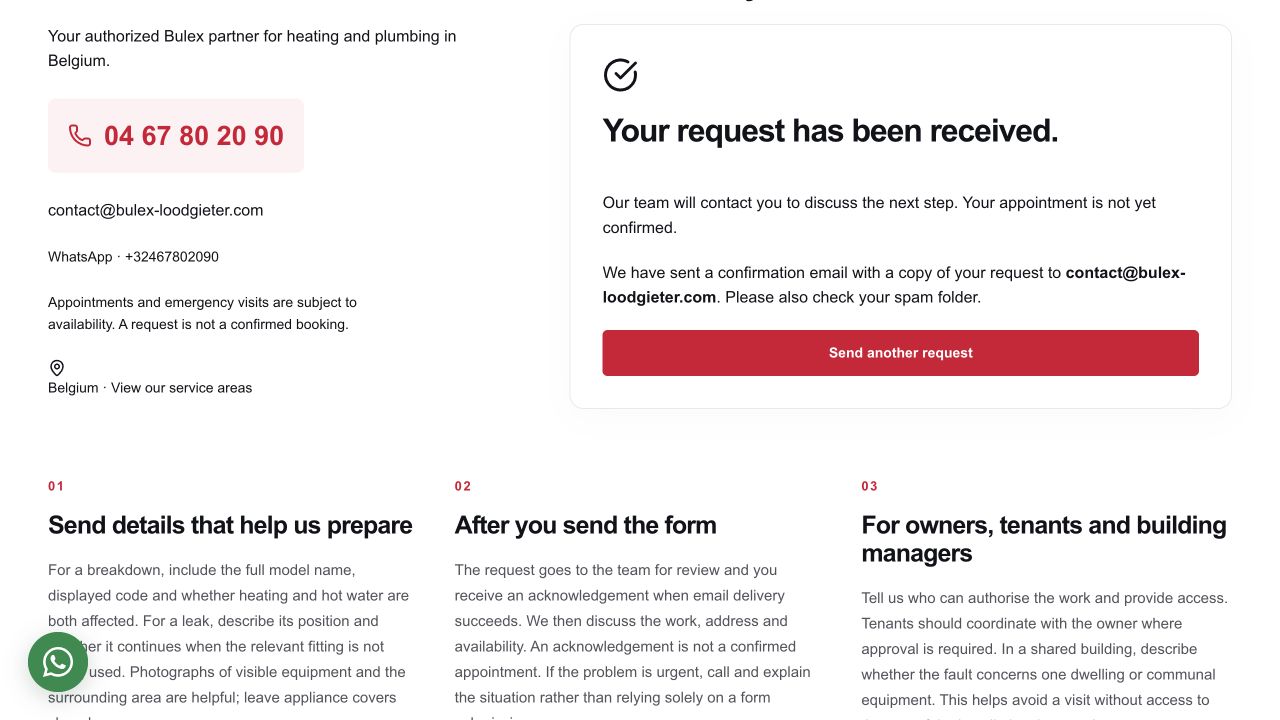 Your authorized Bulex partner for heating and plumbing in
Belgium.
04 67 80 20 90
contact@bulex-loodgieter.com
WhatsApp · +32467802090
Appointments and emergency visits are subject to
availability. A request is not a confirmed booking.
Belgium · View our service areas
Your request has been received.
Our team will contact you to discuss the next step. Your appointment is not yet
confirmed.
We have sent a confirmation email with a copy of your request to contact@bulex-
loodgieter.com. Please also check your spam folder.
Send another request
01
Send details that help us prepare
For a breakdown, include the full model name,
displayed code and whether heating and hot water are
both affected. For a leak, describe its position and
it continues when the relevant fitting is not
used. Photographs of visible equipment and the
surrounding area are helpful; leave appliance covers
02
After you send the form
The request goes to the team for review and you
receive an acknowledgement when email delivery
succeeds. We then discuss the work, address and
availability. An acknowledgement is not a confirmed
appointment. If the problem is urgent, call and explain
the situation rather than relying solely on a form
03
For owners, tenants and building
managers
Tell us who can authorise the work and provide access.
Tenants should coordinate with the owner where
approval is required. In a shared building, describe
whether the fault concerns one dwelling or communal
equipment. This helps avoid a visit without access to